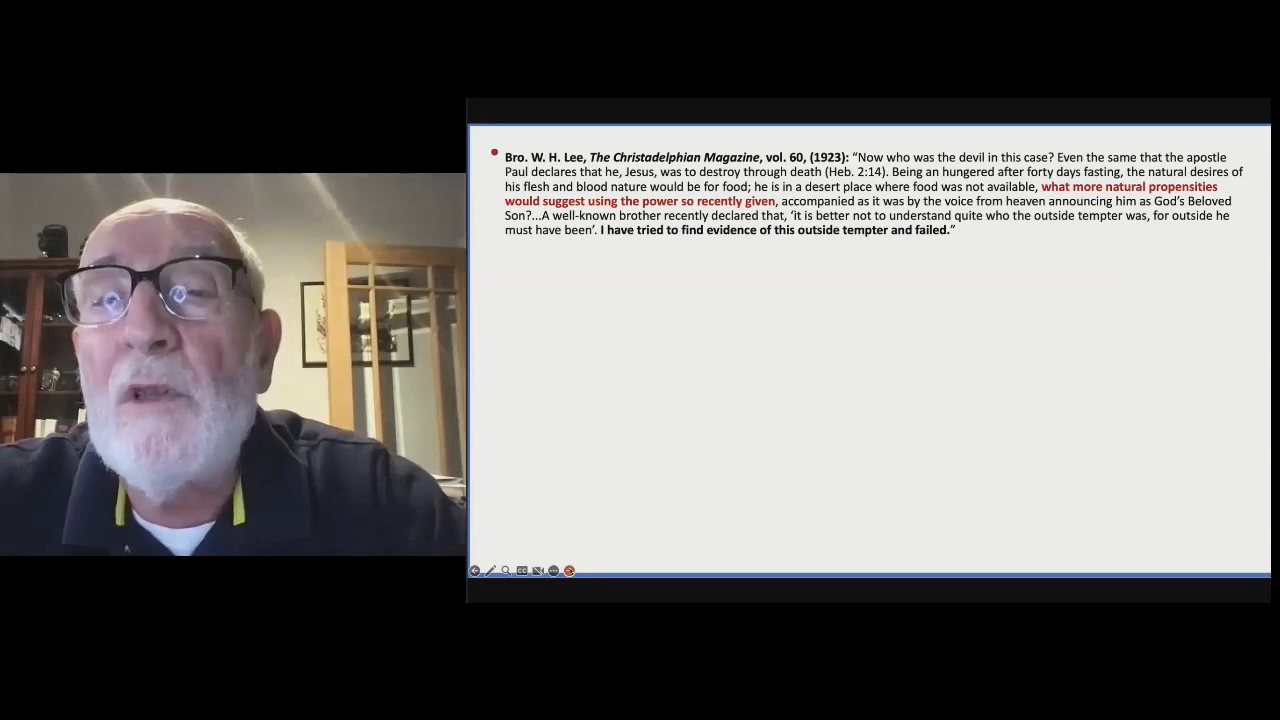 Bro. W. H. Lee, The Christadelphian Magazine, vol. 60, (1923): “Now who was the devil in this case? Even the same that the apostle
Paul declares that he, Jesus, was to destroy through death (Heb. 2:14). Being an hungered after forty days fasting, the natural desires of
his flesh and blood nature would be for food; he is in a desert place where food was not available, what more natural propensities
would suggest using the power so recently given, accompanied as it was by the voice from heaven announcing him as God’s Beloved
Son?...A well-known brother recently declared that, ‘it is better not to understand quite who the outside tempter was, for outside he
must have been’. I have tried to find evidence of this outside tempter and failed.”